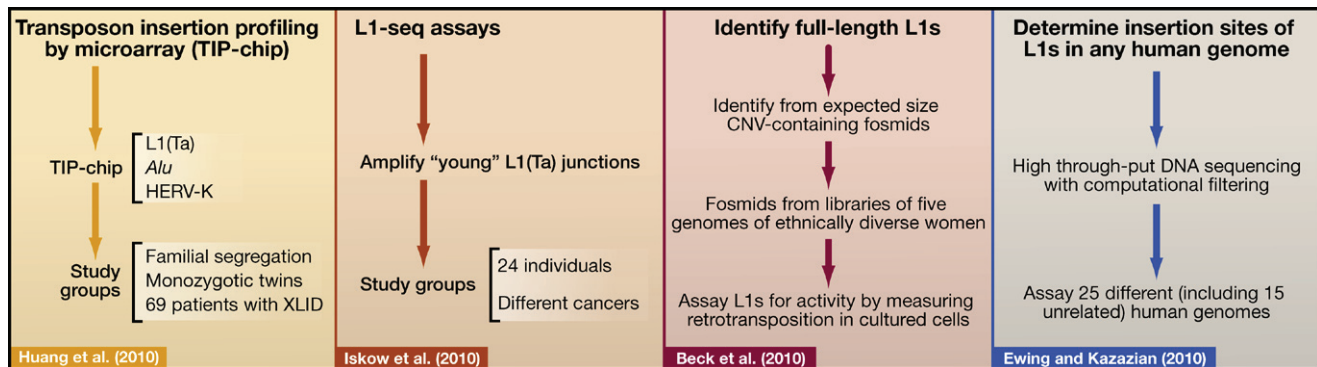 Transposon insertion profiling
by microarray (TIP-chip)
TIP-chip
L1(Ta)
Alu
HERV-K
Study
groups
Familial segregation
Monozygotic twins
69 patients with XLID
Huang et al. (2010)
L1-seq assays
Amplify “young” L1(Ta) junctions
Study groups
24 individuals
Different cancers
Iskow et al. (2010)
Identify full-length L1s
Identify from expected size
CNV-containing fosmids
Fosmids from libraries of five
genomes of ethnically diverse women
Assay L1s for activity by measuring
retrotransposition in cultured cells
Beck et al. (2010)
Determine insertion sites of
L1s in any human genome
High through-put DNA sequencing
with computational filtering
Assay 25 different (including 15
unrelated) human genomes
Ewing and Kazazian (2010)